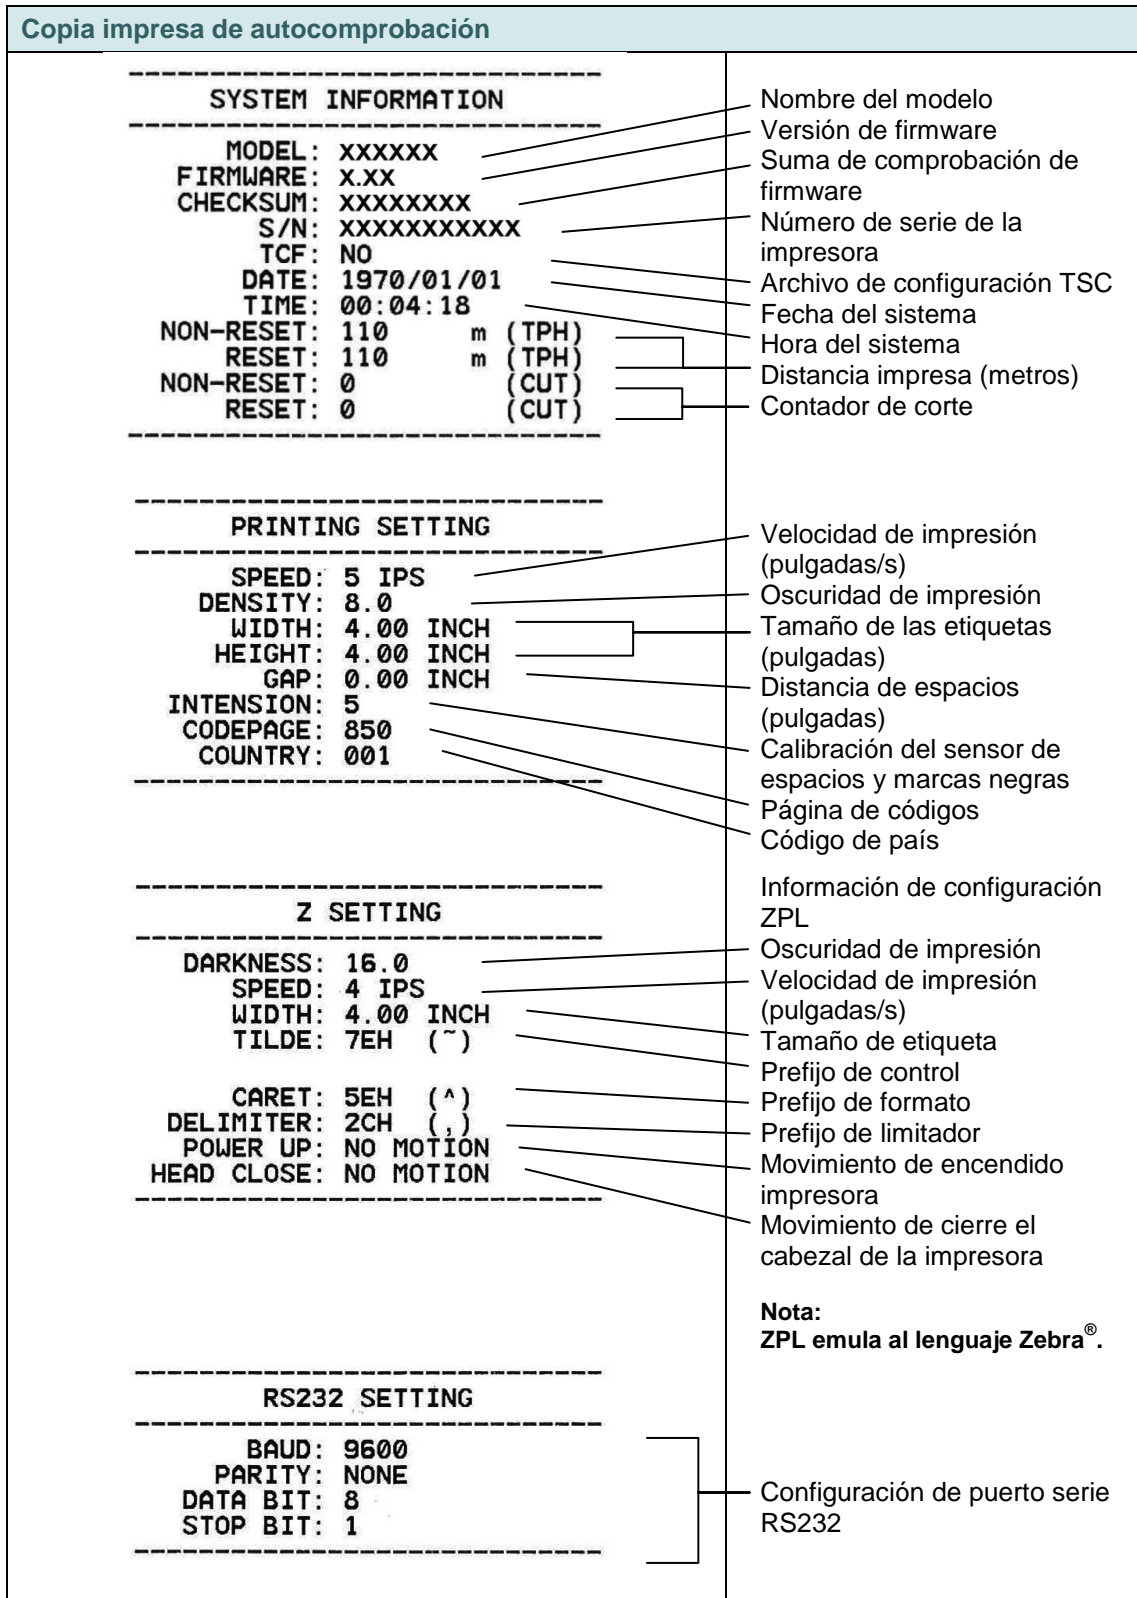 Copia impresa de autocomprobación
SYSTEM INFORMATION
MODEL: XXXXXX
FIRMWARE: X.XX
CHECKSUM: XXXXXXXX
S/N: XXXXXXXXXXX
TCF: NO
DATE: 1970/01/01
TIME: 00:04:18
NON-RESET: 110 m (TPH)
RESET: 110 m (TPH)
NON-RESET: 0 (CUT)
RESET: 0 (CUT)
Nombre del modelo
Versión de firmware
Suma de comprobación de
firmware
Número de serie de la
impresora
Archivo de configuración TSC
Fecha del sistema
Hora del sistema
Distancia impresa (metros)
Contador de corte
PRINTING SETTING
SPEED: 5 IPS
DENSITY: 8.0
WIDTH: 4.00 INCH
HEIGHT: 4.00 INCH
GAP: 0.00 INCH
INTENSION: 5
CODEPAGE: 850
COUNTRY: 001
Velocidad de impresión
(pulgadas/s)
Oscuridad de impresión
Tamaño de las etiquetas
(pulgadas)
Distancia de espacios
(pulgadas)
Calibración del sensor de
espacios y marcas negras
Página de códigos
Código de país
Z SETTING
DARKNESS: 16.0
SPEED: 4 IPS
WIDTH: 4.00 INCH
TILDE: 7EH (~)
CARET: 5EH (^)
DELIMITER: 2CH (,)
POWER UP: NO MOTION
HEAD CLOSE: NO MOTION
Información de configuración
ZPL
Oscuridad de impresión
Velocidad de impresión
(pulgadas/s)
Tamaño de etiqueta
Prefijo de control
Prefijo de formato
Prefijo de limitador
Movimiento de encendido
impresora
Movimiento de cierre el
cabezal de la impresora
Nota:
ZPL emula al lenguaje Zebra®.
RS232 SETTING
BAUD: 9600
PARITY: NONE
DATA BIT: 8
STOP BIT: 1
Configuración de puerto serie
RS232